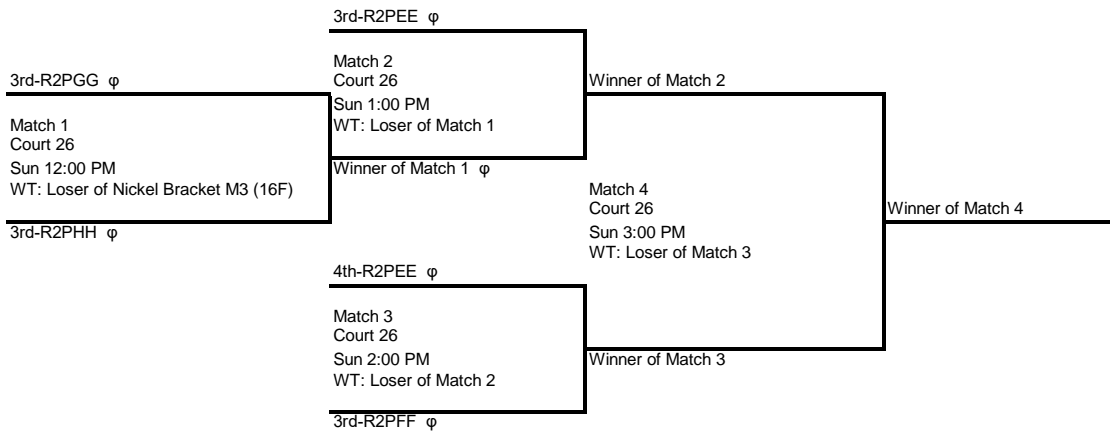 3rd-R2PEE φ
Match 2
Court 26
Sun 1:00 PM
WT: Loser of Match 1
3rd-R2PGG φ
Winner of Match 2
Match 1
Court 26
Sun 12:00 PM
WT: Loser of Nickel Bracket M3 (16F)
Winner of Match 1 φ
Match 4
Court 26
Sun 3:00 PM
WT: Loser of Match 3
Winner of Match 4
3rd-R2PHH φ
4th-R2PEE φ
Match 3
Court 26
Sun 2:00 PM
WT: Loser of Match 2
Winner of Match 3
3rd-R2PFF φ